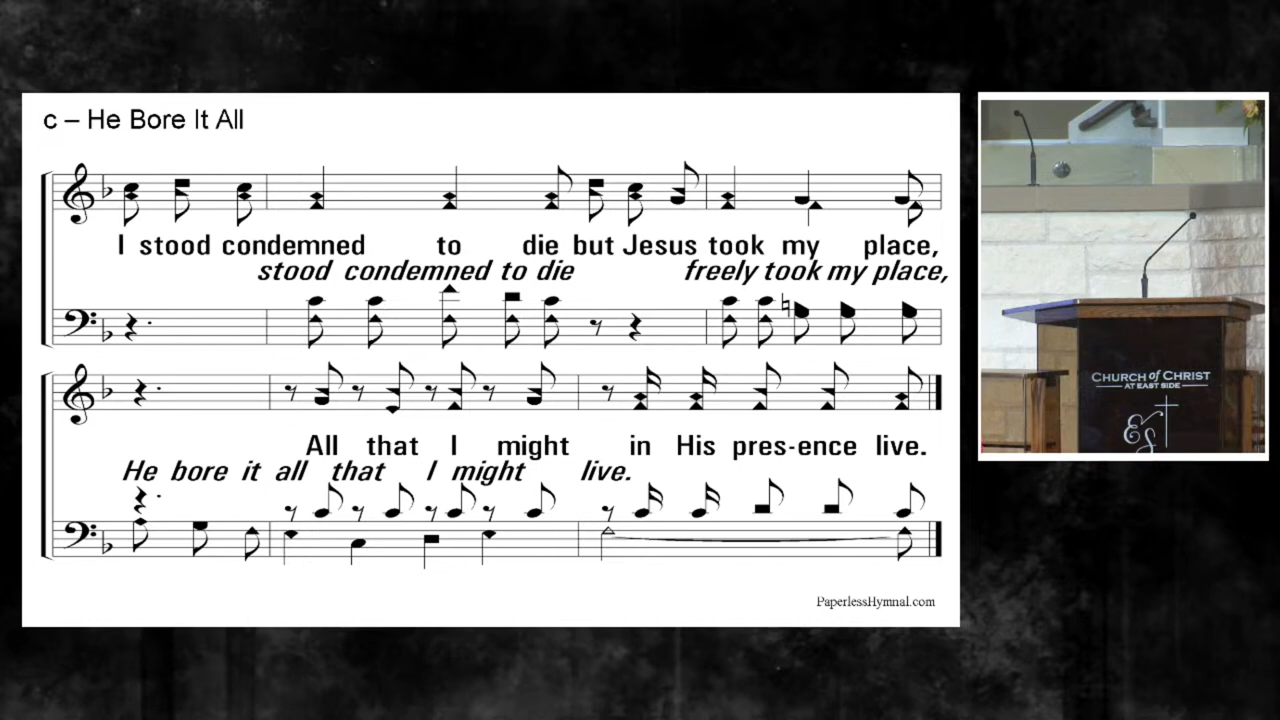 c – He Bore It All
I stood condemned to die but Jesus took my place,
stood condemned to die freely took my place,
All that I might in His pres-ence live.
He bore it all that I might live.
PaperlessHymnal.com
CHURCH of CHRIST
AT EAST SIDE